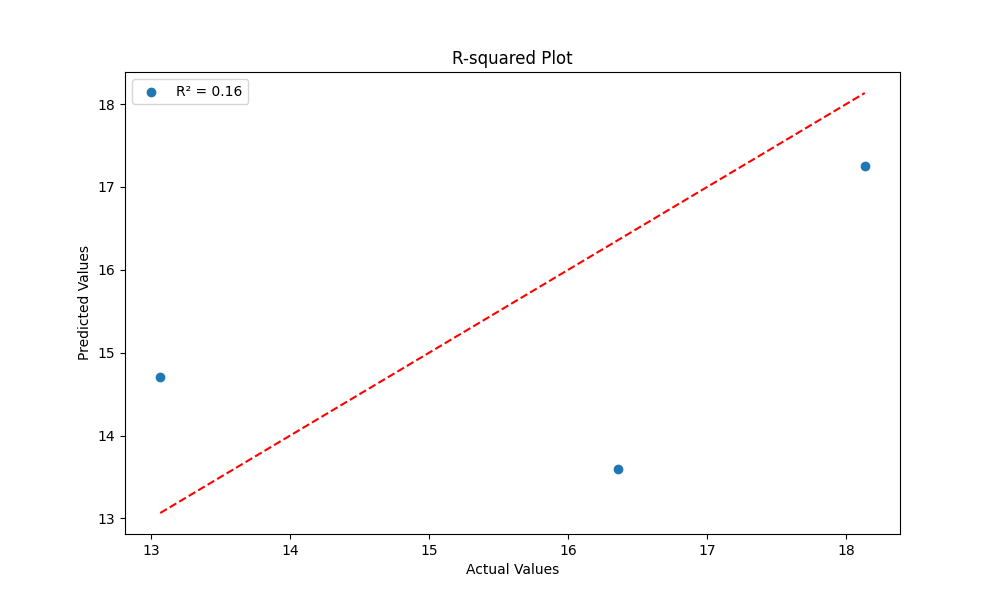 R-squared Plot
R² = 0.16
18
17
16
15
14
13
Predicted Values
13 14 15 16 17 18
Actual Values